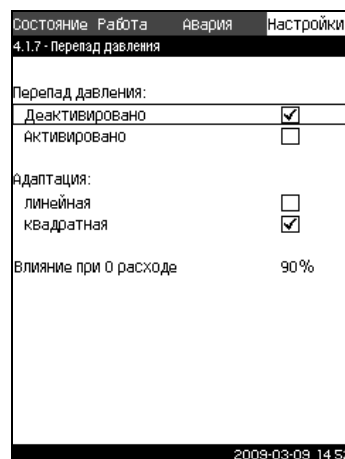 Состояние Работа Авария Настройки
4.1.7 - Перепад давления
Перепад давления:
Деактивировано
Активировано
Адаптация:
линейная
квадратная
Влияние при 0 расходе 90%
2009-03-09 14:52